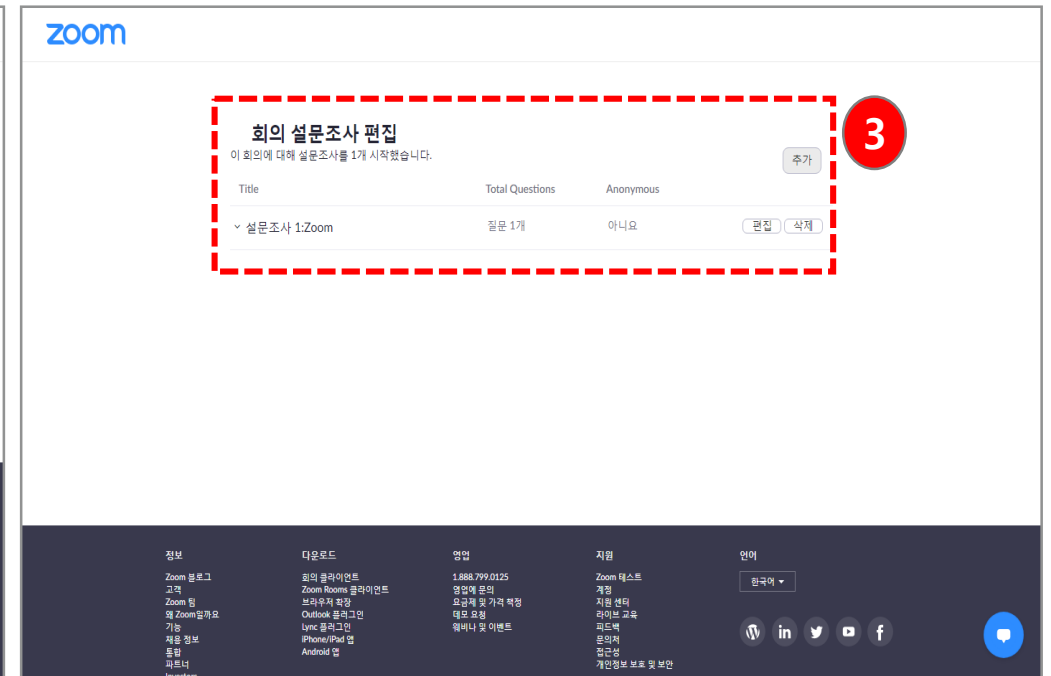 zoom
회의 설문조사 편집
이 회의에 대해 설문조사를 1개 시작했습니다.
추가
3
Title Total Questions Anonymous
설문조사 1:Zoom 질문 1개 아니요 편집 삭제
정보
Zoom 블로그
고객
Zoom 팀
왜 Zoom일까요
기능
채용 정보
통합
파트너
Investors
다운로드
회의 클라이언트
Zoom Rooms 클라이언트
브라우저 확장
Outlook 플러그인
Lync 플러그인
iPhone/iPad 앱
Android 앱
영업
1.888.799.0125
영업에 문의
요금제 및 가격 책정
데모 요청
웨비나 및 이벤트
지원
Zoom 테스트
계정
지원 센터
라이브 교육
피드백
문의처
접근성
개인정보 보호 및 보안
언어
한국어